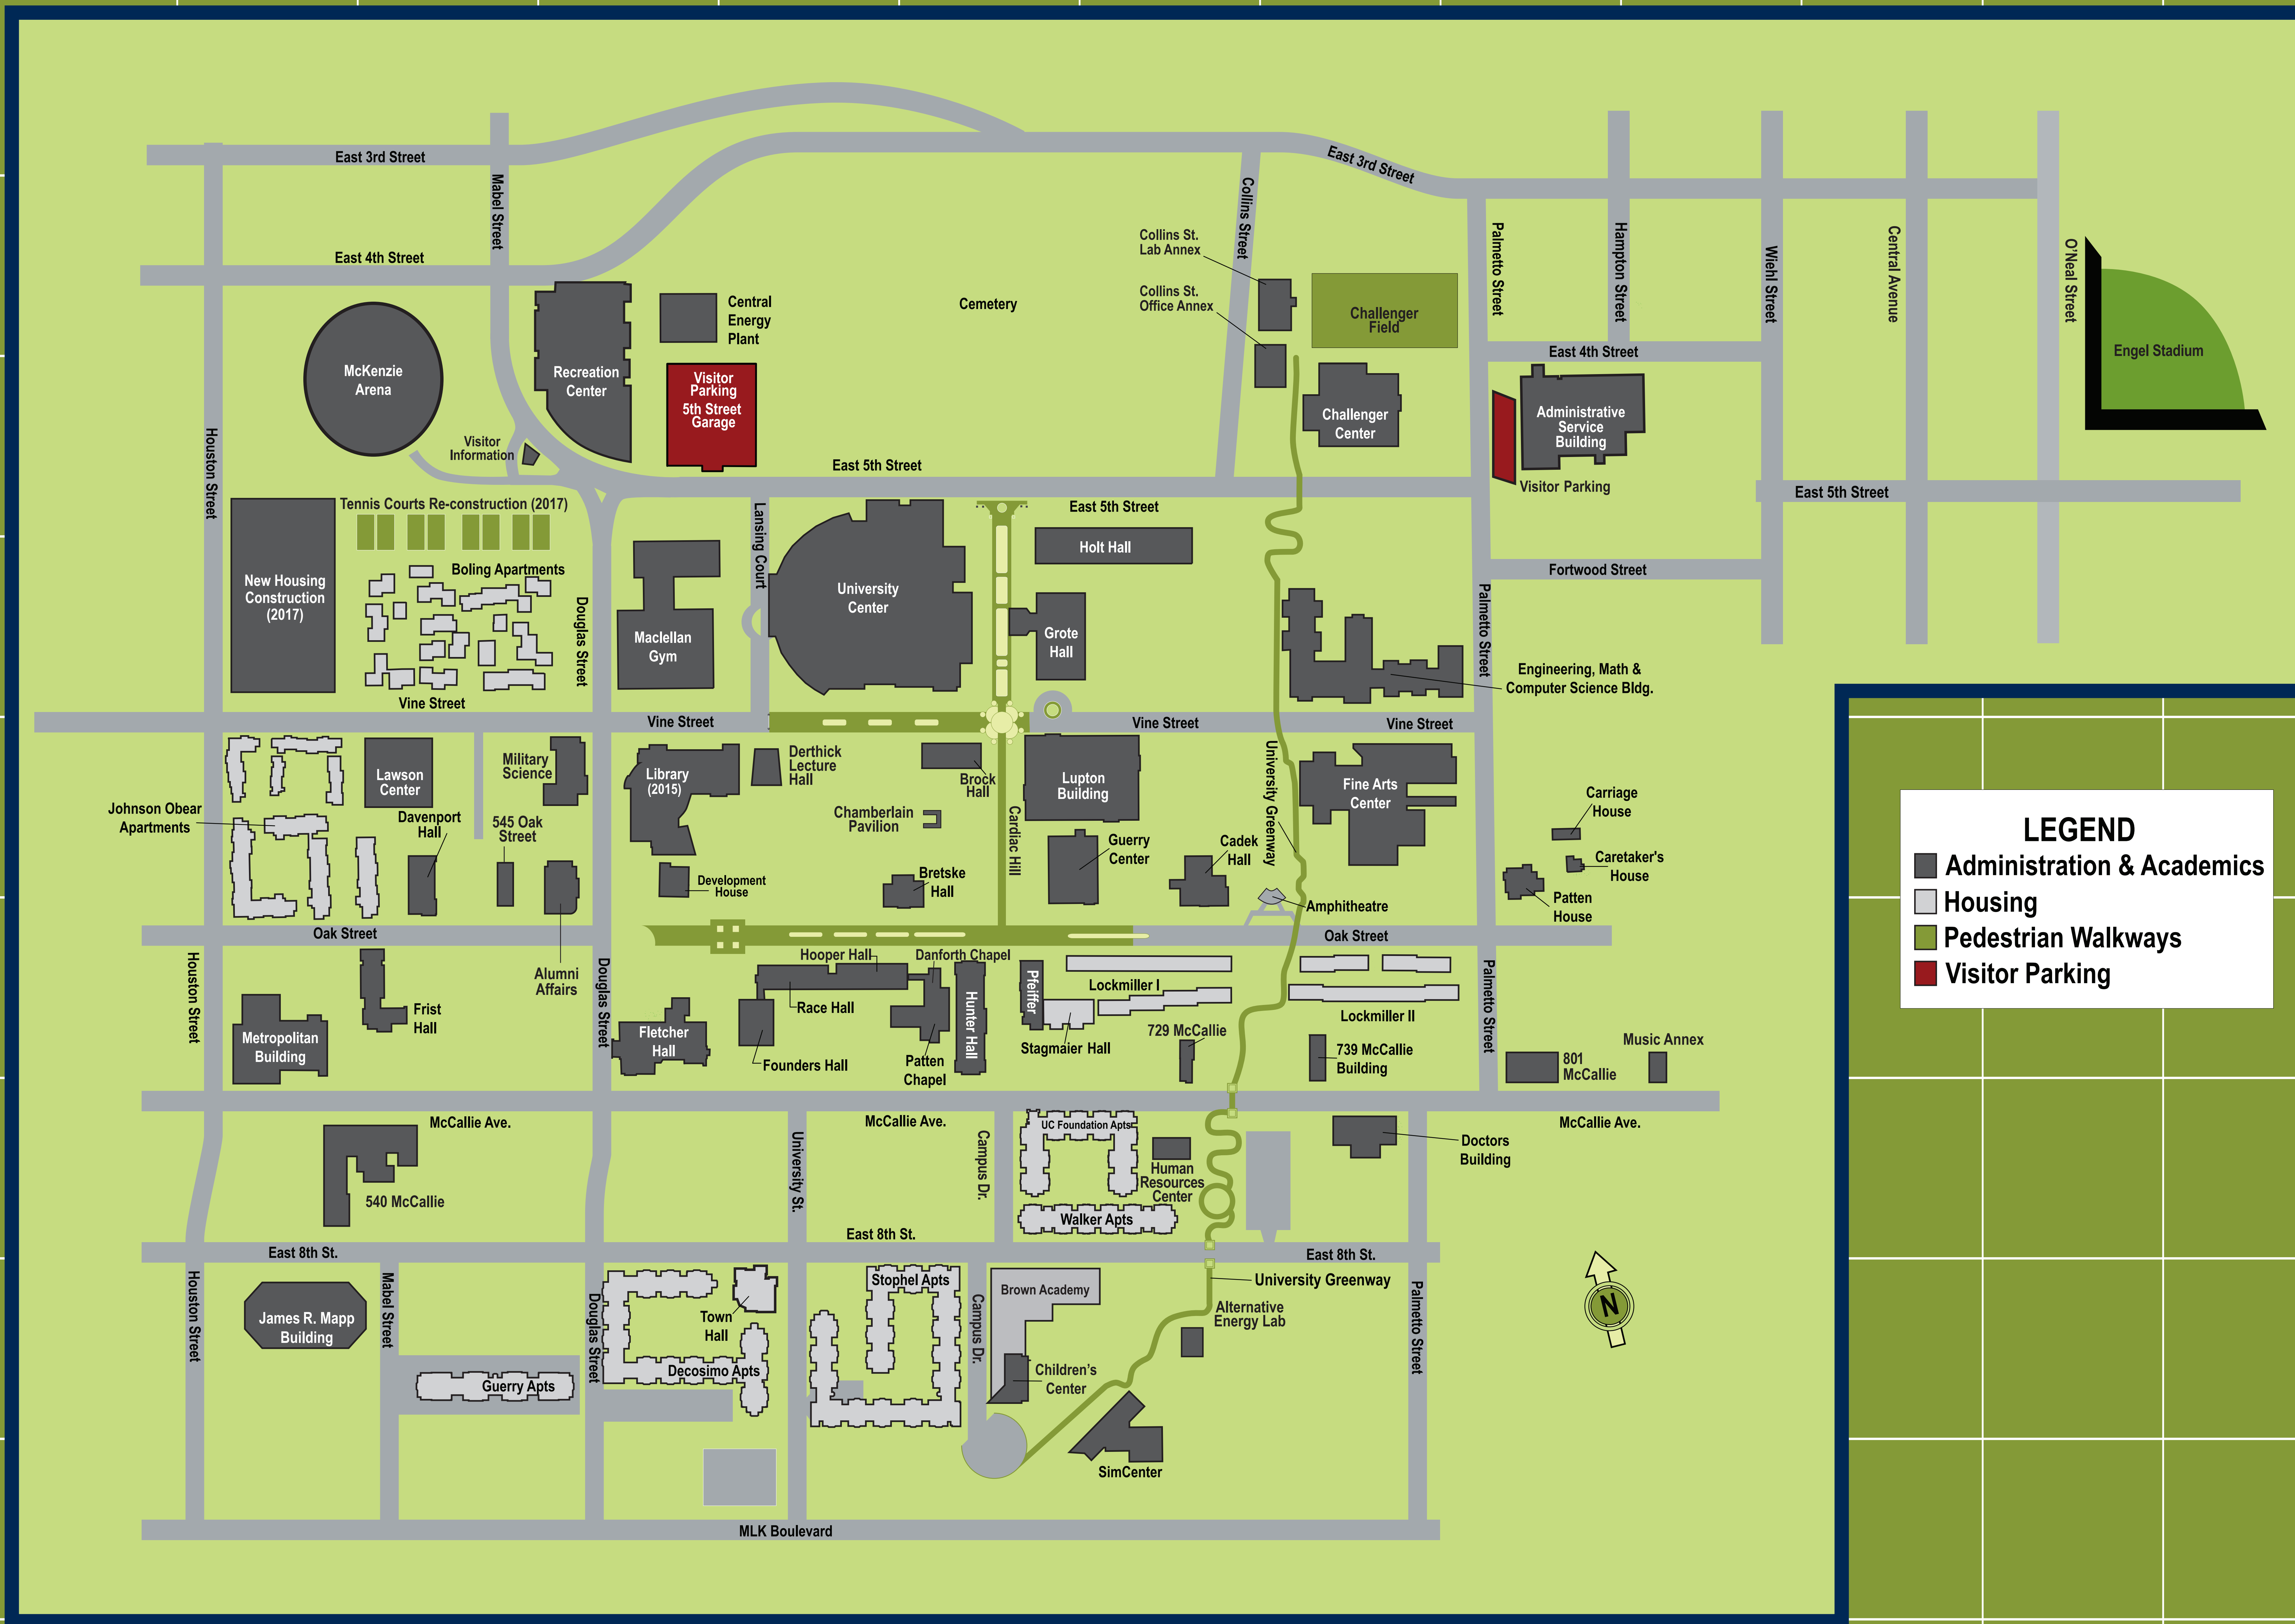 East 3rd Street
East 3rd Street
Mabel Street
Collins Street
Palmetto Street
Hampton Street
Wiehl Street
Central Avenue
O'Neal Street
East 4th Street
Collins St.
Lab Annex
Collins St.
Office Annex
Cemetery
Central
Energy
Plant
Challenger
Field
East 4th Street
Engel Stadium
McKenzie
Arena
Recreation
Center
Visitor
Parking
5th Street
Garage
Challenger
Center
Administrative
Service
Building
Visitor
Information
Houston Street
East 5th Street
Visitor Parking
East 5th Street
Tennis Courts Re-construction (2017)
East 5th Street
Lansing Court
Holt Hall
Boling Apartments
New Housing
Construction
(2017)
University
Center
Fortwood Street
Douglas Street
Maclellan
Gym
Grote
Hall
Palmetto Street
Engineering, Math &
Computer Science Bldg.
Vine Street
Vine Street
Vine Street
Vine Street
Lawson
Center
Military
Science
Library
(2015)
Derthick
Lecture
Hall
Brock
Hall
Lupton
Building
University Greenway
Fine Arts
Center
Johnson Obear
Apartments
Davenport
Hall
545 Oak
Street
Chamberlain
Pavilion
Cardiac Hill
Guerry
Center
Cadek
Hall
Carriage
House
Caretaker's
House
Patten
House
Development
House
Bretske
Hall
Amphitheatre
Oak Street
Oak Street
Houston Street
Alumni
Affairs
Douglas Street
Hooper Hall
Danforth Chapel
Race Hall
Hunter Hall
Pfeiffer
Lockmiller I
Lockmiller II
Palmetto Street
Frist
Hall
Metropolitan
Building
Fletcher
Hall
Founders Hall
Patten
Chapel
Stagmaier Hall
729 McCallie
739 McCallie
Building
801
McCallie
Music Annex
McCallie Ave.
McCallie Ave.
McCallie Ave.
University St.
Campus Dr.
UC Foundation Apts
Human
Resources
Center
Doctors
Building
540 McCallie
Walker Apts
East 8th St.
East 8th St.
East 8th St.
Houston Street
James R. Mapp
Building
Mabel Street
Douglas Street
Town
Hall
Stophel Apts
Campus Dr.
Brown Academy
University Greenway
Alternative
Energy Lab
Palmetto Street
N
Guerry Apts
Decosimo Apts
Children's
Center
SimCenter
MLK Boulevard
LEGEND
Administration & Academics
Housing
Pedestrian Walkways
Visitor Parking